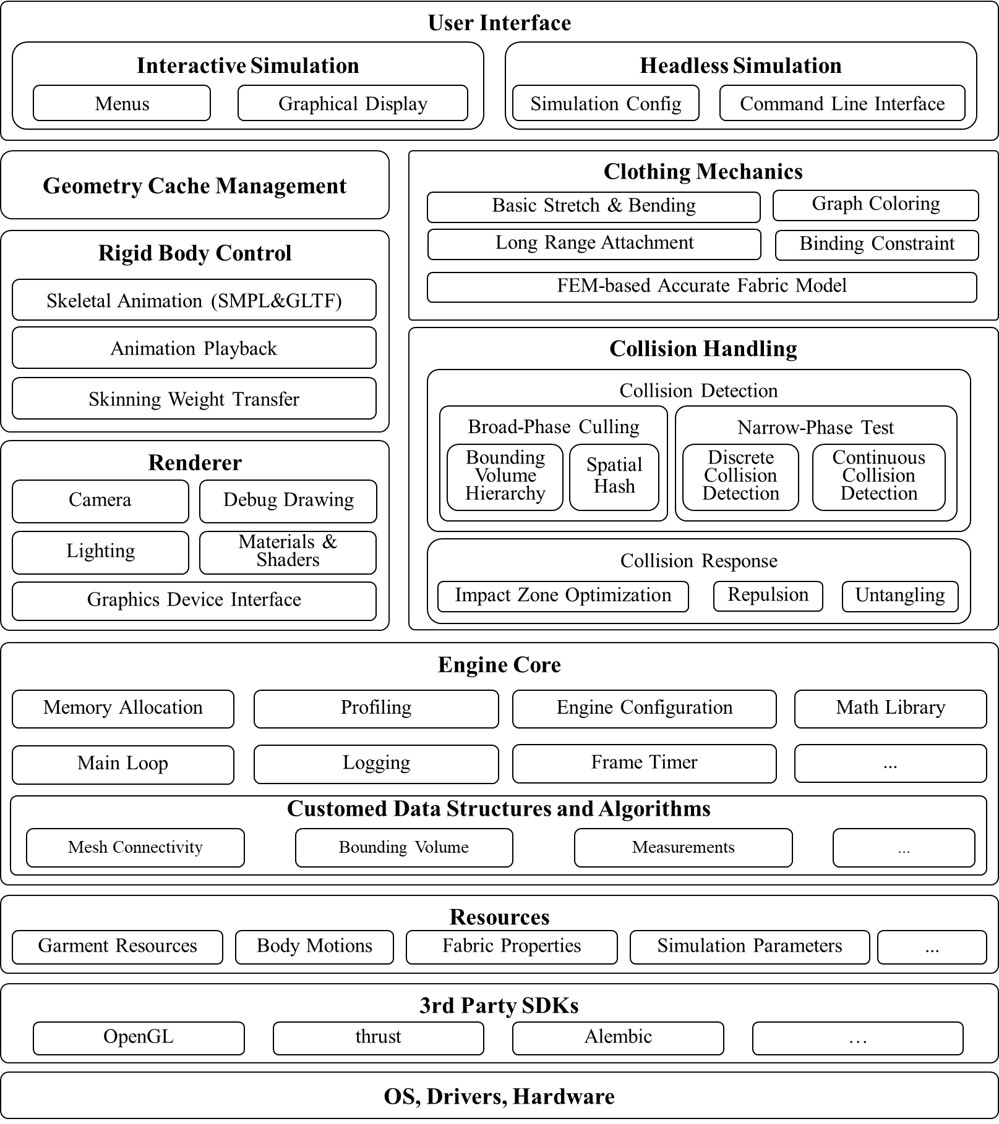 User Interface
Interactive Simulation
Menus
Graphical Display
Headless Simulation
Simulation Config
Command Line Interface
Geometry Cache Management
Rigid Body Control
Skeletal Animation (SMPL&GLTF)
Animation Playback
Skinning Weight Transfer
Renderer
Camera
Debug Drawing
Lighting
Materials &
Shaders
Graphics Device Interface
Clothing Mechanics
Basic Stretch & Bending
Graph Coloring
Long Range Attachment
Binding Constraint
FEM-based Accurate Fabric Model
Collision Handling
Collision Detection
Broad-Phase Culling
Bounding
Volume
Hierarchy
Spatial
Hash
Narrow-Phase Test
Discrete
Collision
Detection
Continuous
Collision
Detection
Collision Response
Impact Zone Optimization
Repulsion
Untangling
Engine Core
Memory Allocation
Profiling
Engine Configuration
Math Library
Main Loop
Logging
Frame Timer
...
Customed Data Structures and Algorithms
Mesh Connectivity
Bounding Volume
Measurements
...
Resources
Garment Resources
Body Motions
Fabric Properties
Simulation Parameters
...
3rd Party SDKs
OpenGL
thrust
Alembic
…
OS, Drivers, Hardware